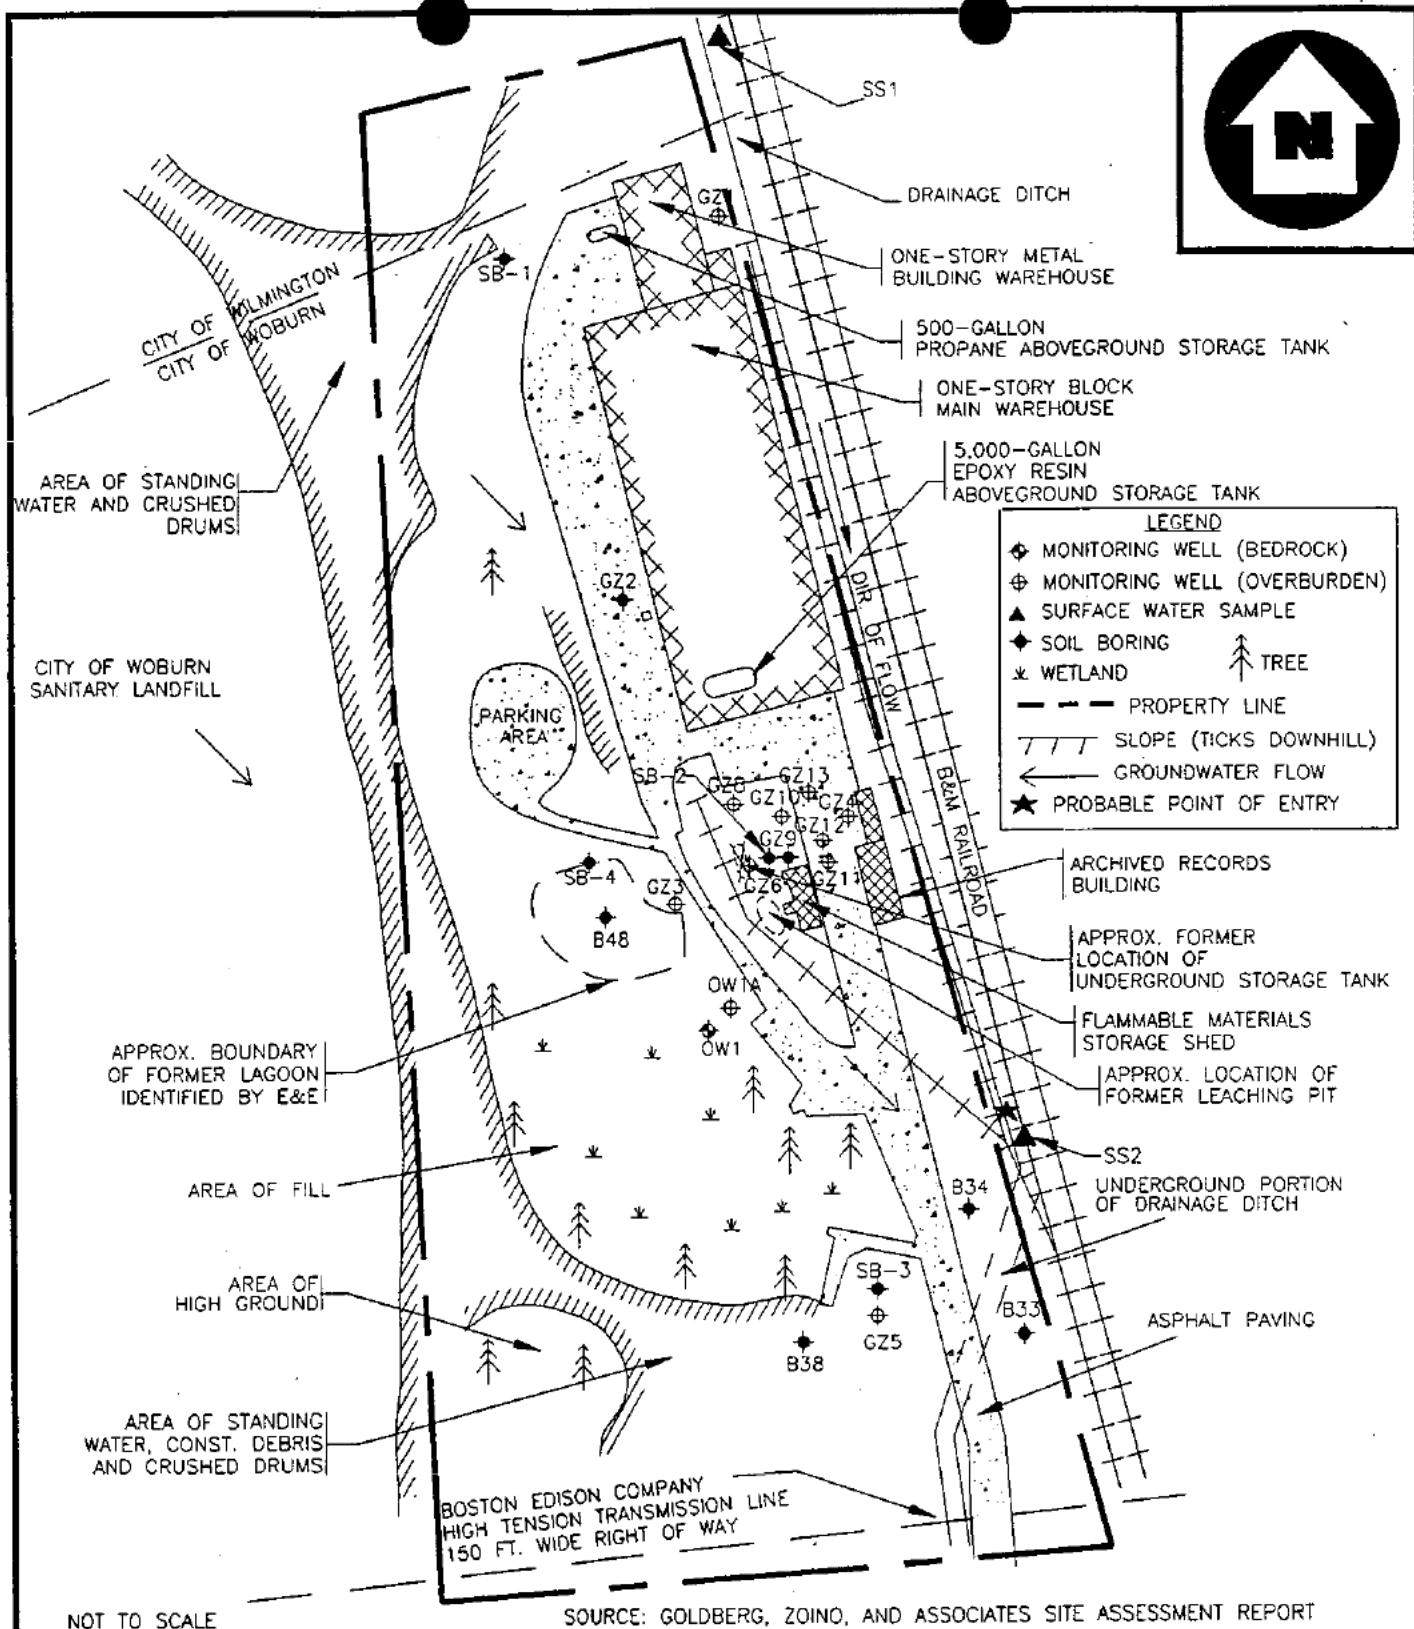 N
SS1
DRAINAGE DITCH
GZ1
ONE-STORY METAL
BUILDING WAREHOUSE
SB-1
CITY OF WILMINGTON
CITY OF WOBURN
500-GALLON
PROPANE ABOVEGROUND STORAGE TANK
ONE-STORY BLOCK
MAIN WAREHOUSE
5,000-GALLON
EPOXY RESIN
ABOVEGROUND STORAGE TANK
AREA OF STANDING
WATER AND CRUSHED
DRUMS
LEGEND
MONITORING WELL (BEDROCK)
MONITORING WELL (OVERBURDEN)
SURFACE WATER SAMPLE
SOIL BORING
TREE
WETLAND
PROPERTY LINE
SLOPE (TICKS DOWNHILL)
GROUNDWATER FLOW
PROBABLE POINT OF ENTRY
GZ2
DIR. OF FLOW
CITY OF WOBURN
SANITARY LANDFILL
PARKING
AREA
B&M RAILROAD
SB-2
GZ8
GZ13
GZ10
GZ4
GZ12
GZ9
GZ6
GZ11
SB-4
GZ3
B48
ARCHIVED RECORDS
BUILDING
APPROX. FORMER
LOCATION OF
UNDERGROUND STORAGE TANK
OW1A
OW1
FLAMMABLE MATERIALS
STORAGE SHED
APPROX. LOCATION OF
FORMER LEACHING PIT
APPROX. BOUNDARY
OF FORMER LAGOON
IDENTIFIED BY E&E
SS2
AREA OF FILL
B34
UNDERGROUND PORTION
OF DRAINAGE DITCH
AREA OF
HIGH GROUND
SB-3
GZ5
B33
B38
ASPHALT PAVING
AREA OF STANDING
WATER, CONST. DEBRIS
AND CRUSHED DRUMS
BOSTON EDISON COMPANY
HIGH TENSION TRANSMISSION LINE
150 FT. WIDE RIGHT OF WAY
NOT TO SCALE
SOURCE: GOLDBERG, ZOINO, AND ASSOCIATES SITE ASSESSMENT REPORT